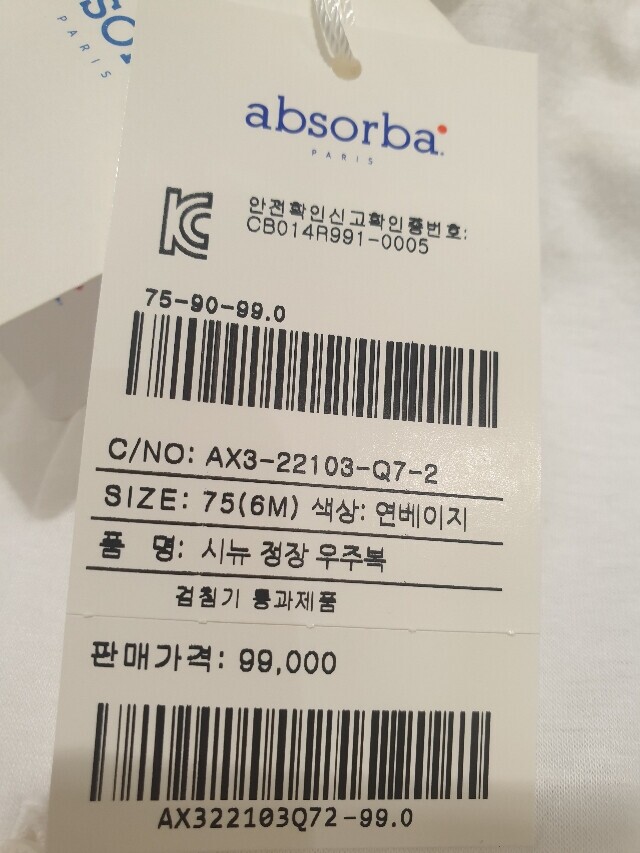 so.
PARIS
absorba.
PARIS
안전확인신고확인증번호:
CB014R991-0005
75-90-99.0
C/NO: AX3-22103-Q7-2
SIZE: 75(6M) 색상: 연베이지
품 명: 시뉴 정장 우주복
검침기 통과제품
판매가격: 99,000
AX322103Q72-99.0